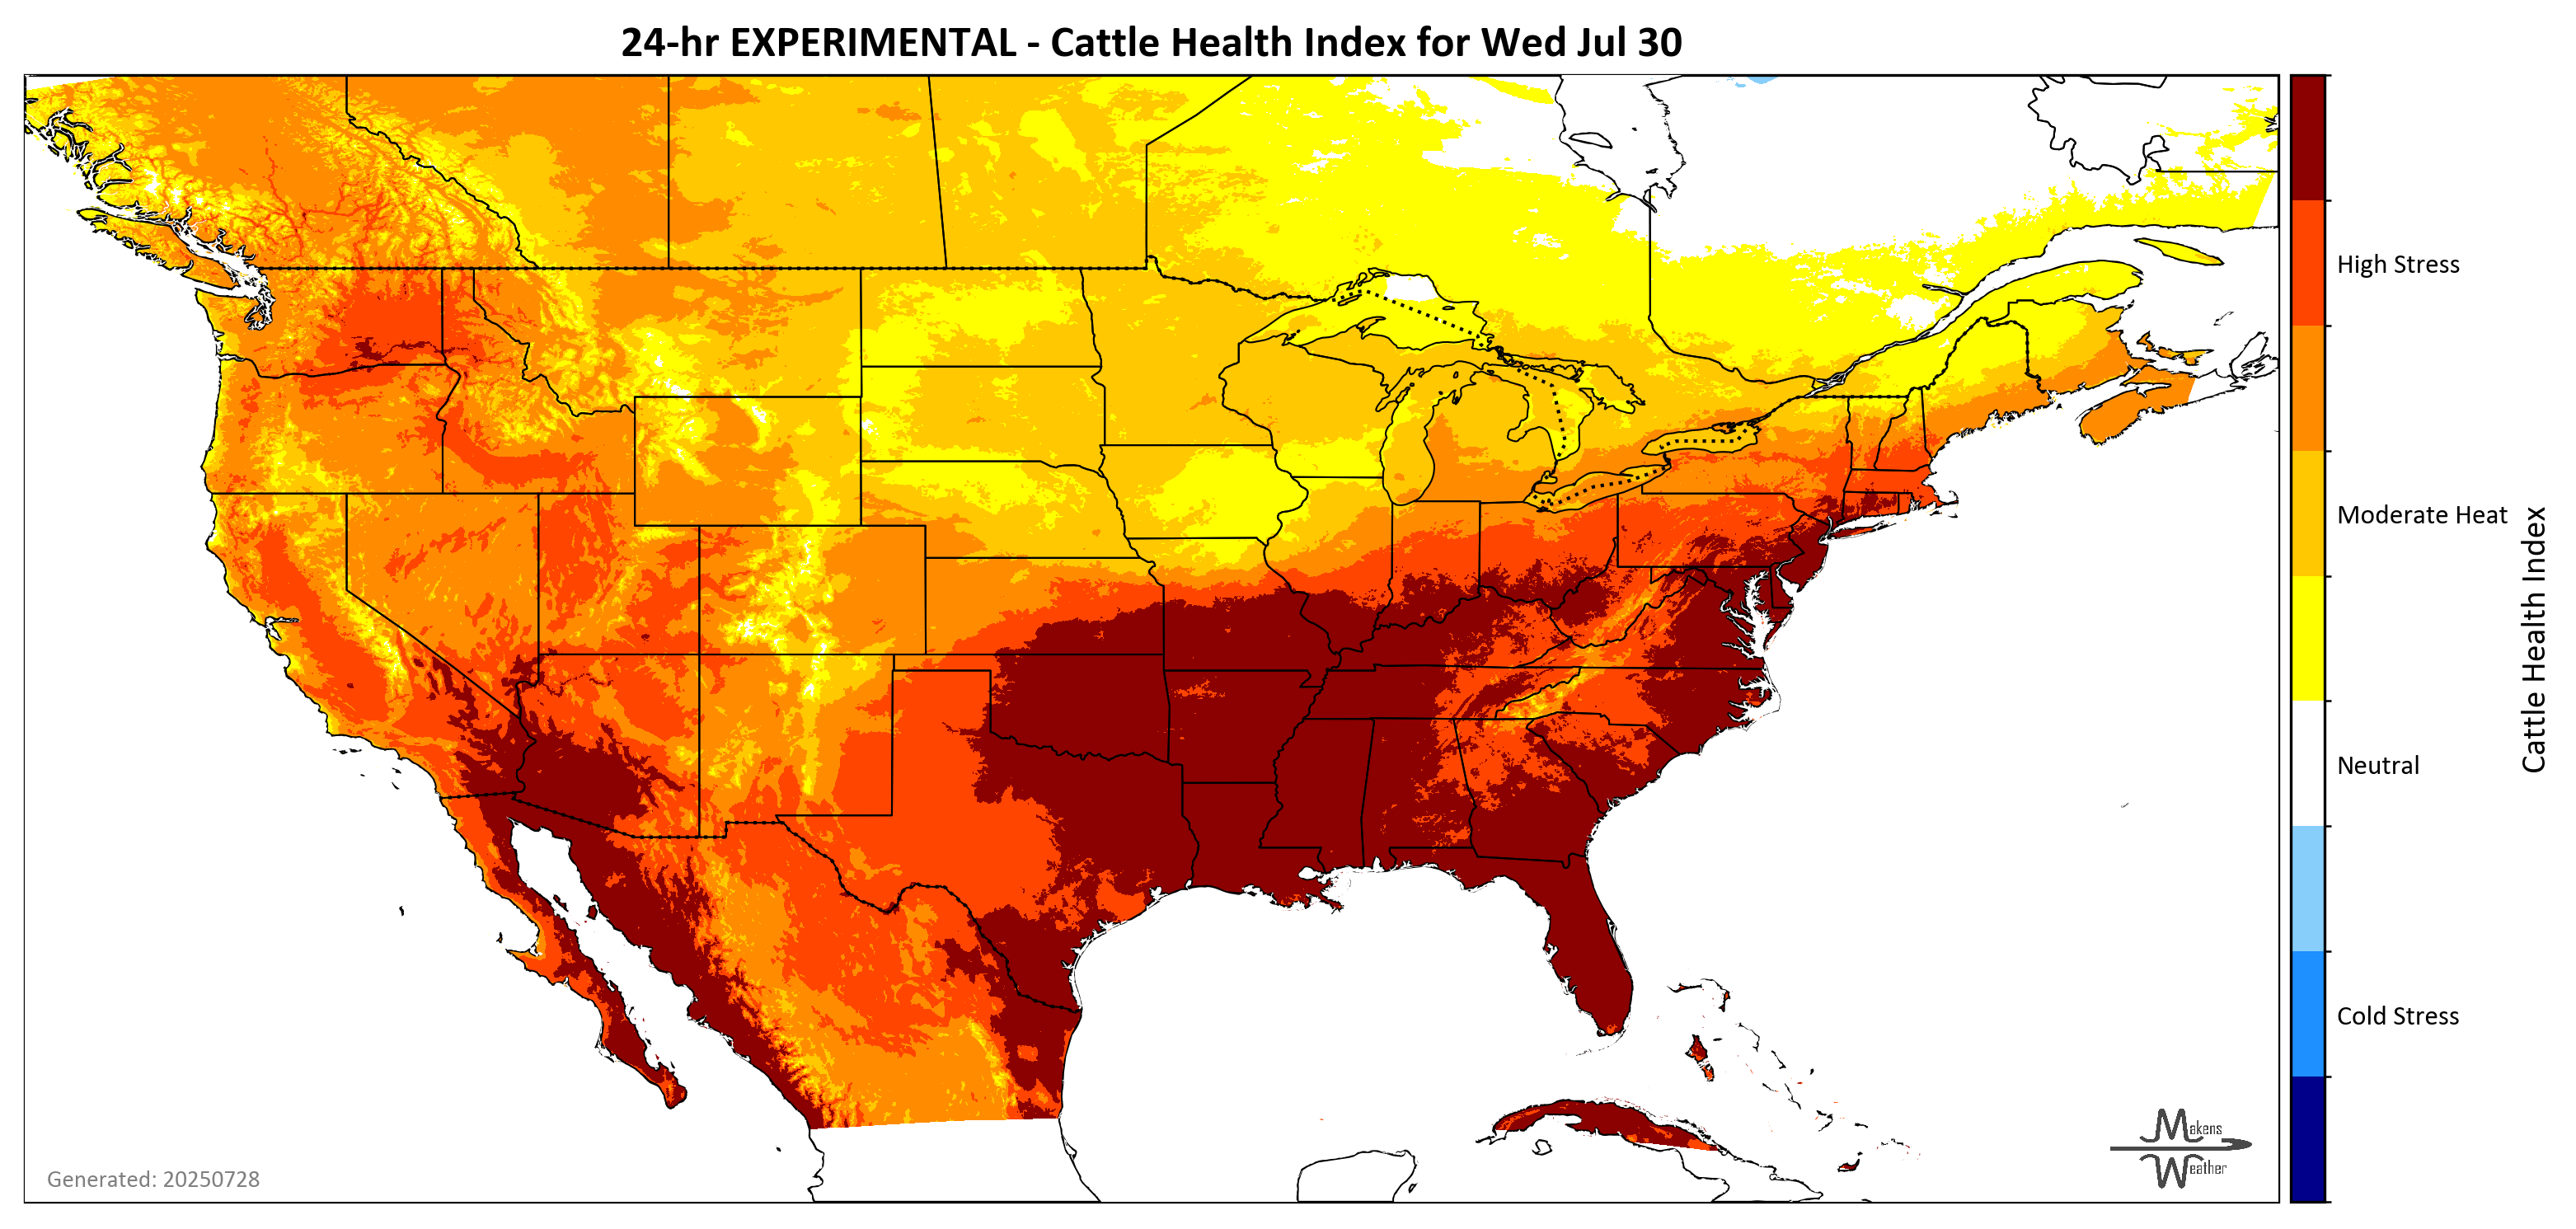 24-hr EXPERIMENTAL - Cattle Health Index for Wed Jul 30
High Stress
Moderate Heat
Neutral
Cold Stress
Cattle Health Index
Makens
Weather
Generated: 20250728